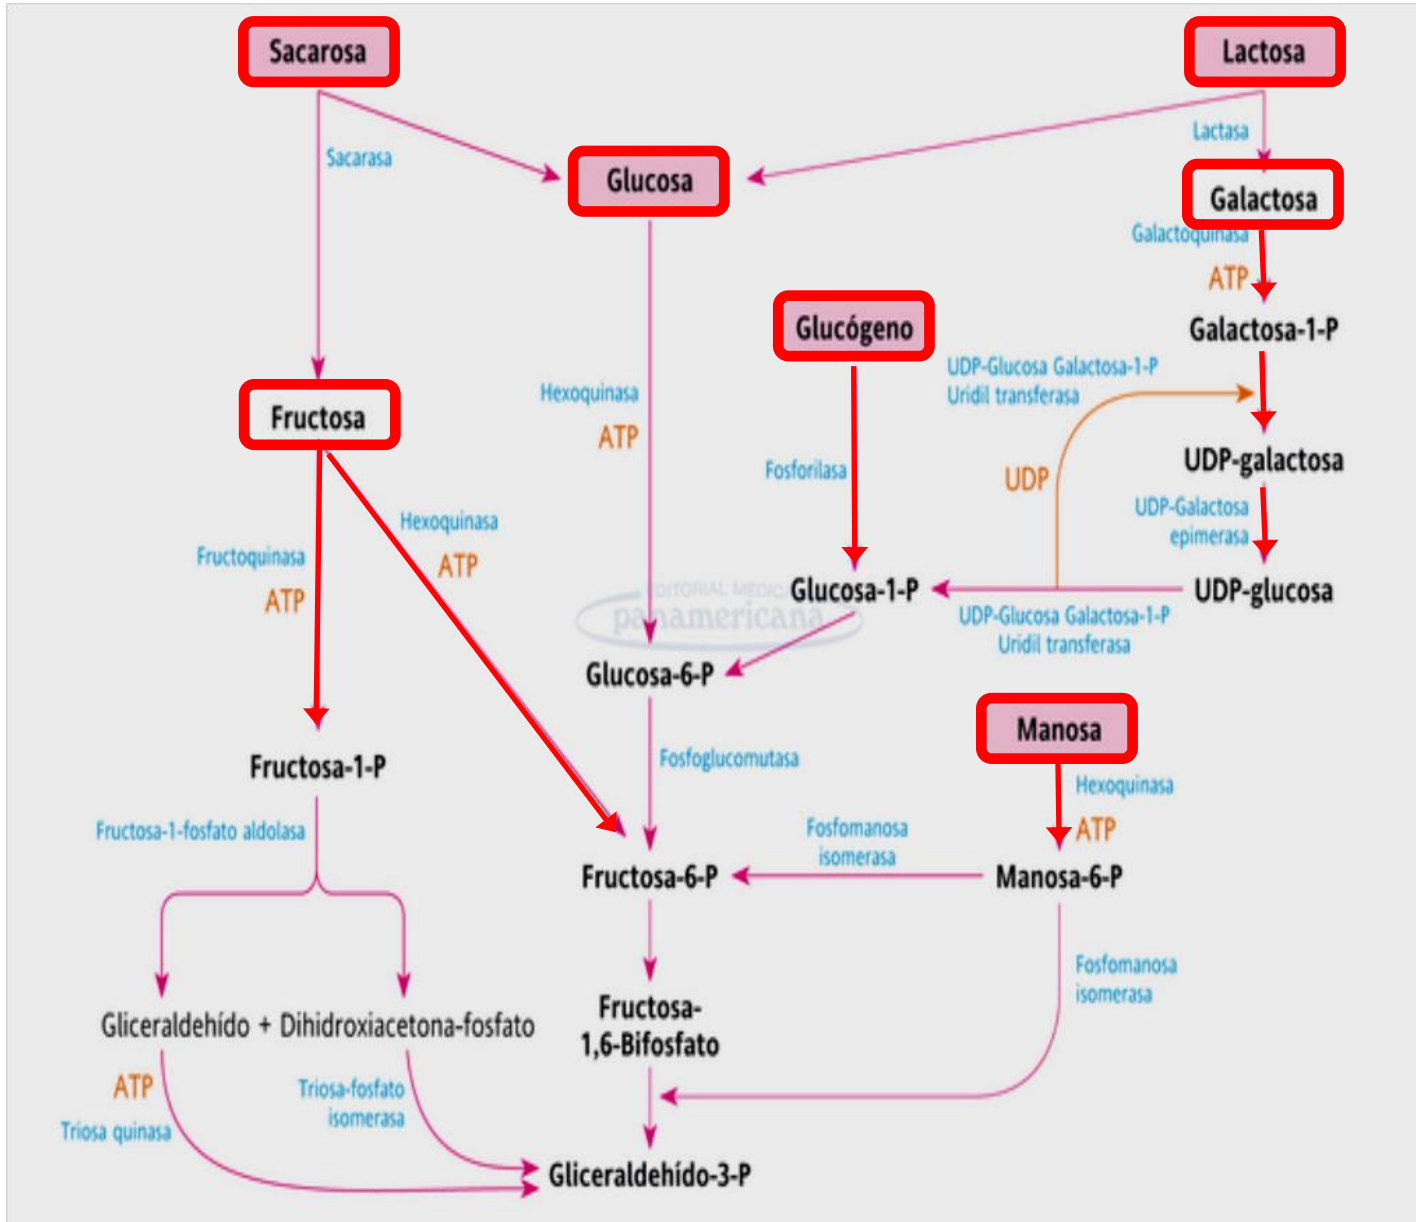 Sacarosa
Lactosa
Sacarasa
Lactasa
Glucosa
Galactosa
Galactoquinasa
ATP
Glucógeno
Galactosa-1-P
UDP-Glucosa Galactosa-1-P
Uridil transferasa
Hexoquinasa
ATP
Fructosa
Fosforilasa
UDP
UDP-galactosa
UDP-Galactosa
epimerasa
Hexoquinasa
ATP
Fructoquinasa
ATP
EDITORIAL MEDICA
panamericana
Glucosa-1-P
UDP-glucosa
UDP-Glucosa Galactosa-1-P
Uridil transferasa
Glucosa-6-P
Manosa
Fosfoglucomutasa
Fructosa-1-P
Hexoquinasa
ATP
Fructosa-1-fosfato aldolasa
Fosfomanosa
isomerasa
Fructosa-6-P
Manosa-6-P
Fosfomanosa
isomerasa
Gliceraldehído + Dihidroxiacetona-fosfato
Fructosa-
1,6-Bifosfato
ATP
Triosa quinasa
Triosa-fosfato
isomerasa
Gliceraldehído-3-P